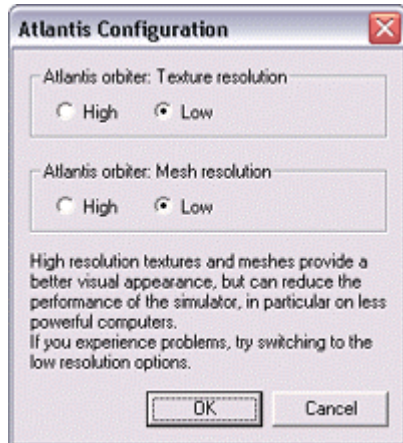 Atlantis Configuration
Atlantis orbiter: Texture resolution
High Low
Atlantis orbiter: Mesh resolution
High Low
High resolution textures and meshes provide a
better visual appearance, but can reduce the
performance of the simulator, in particular on less
powerful computers.
If you experience problems, try switching to the
low resolution options.
OK Cancel